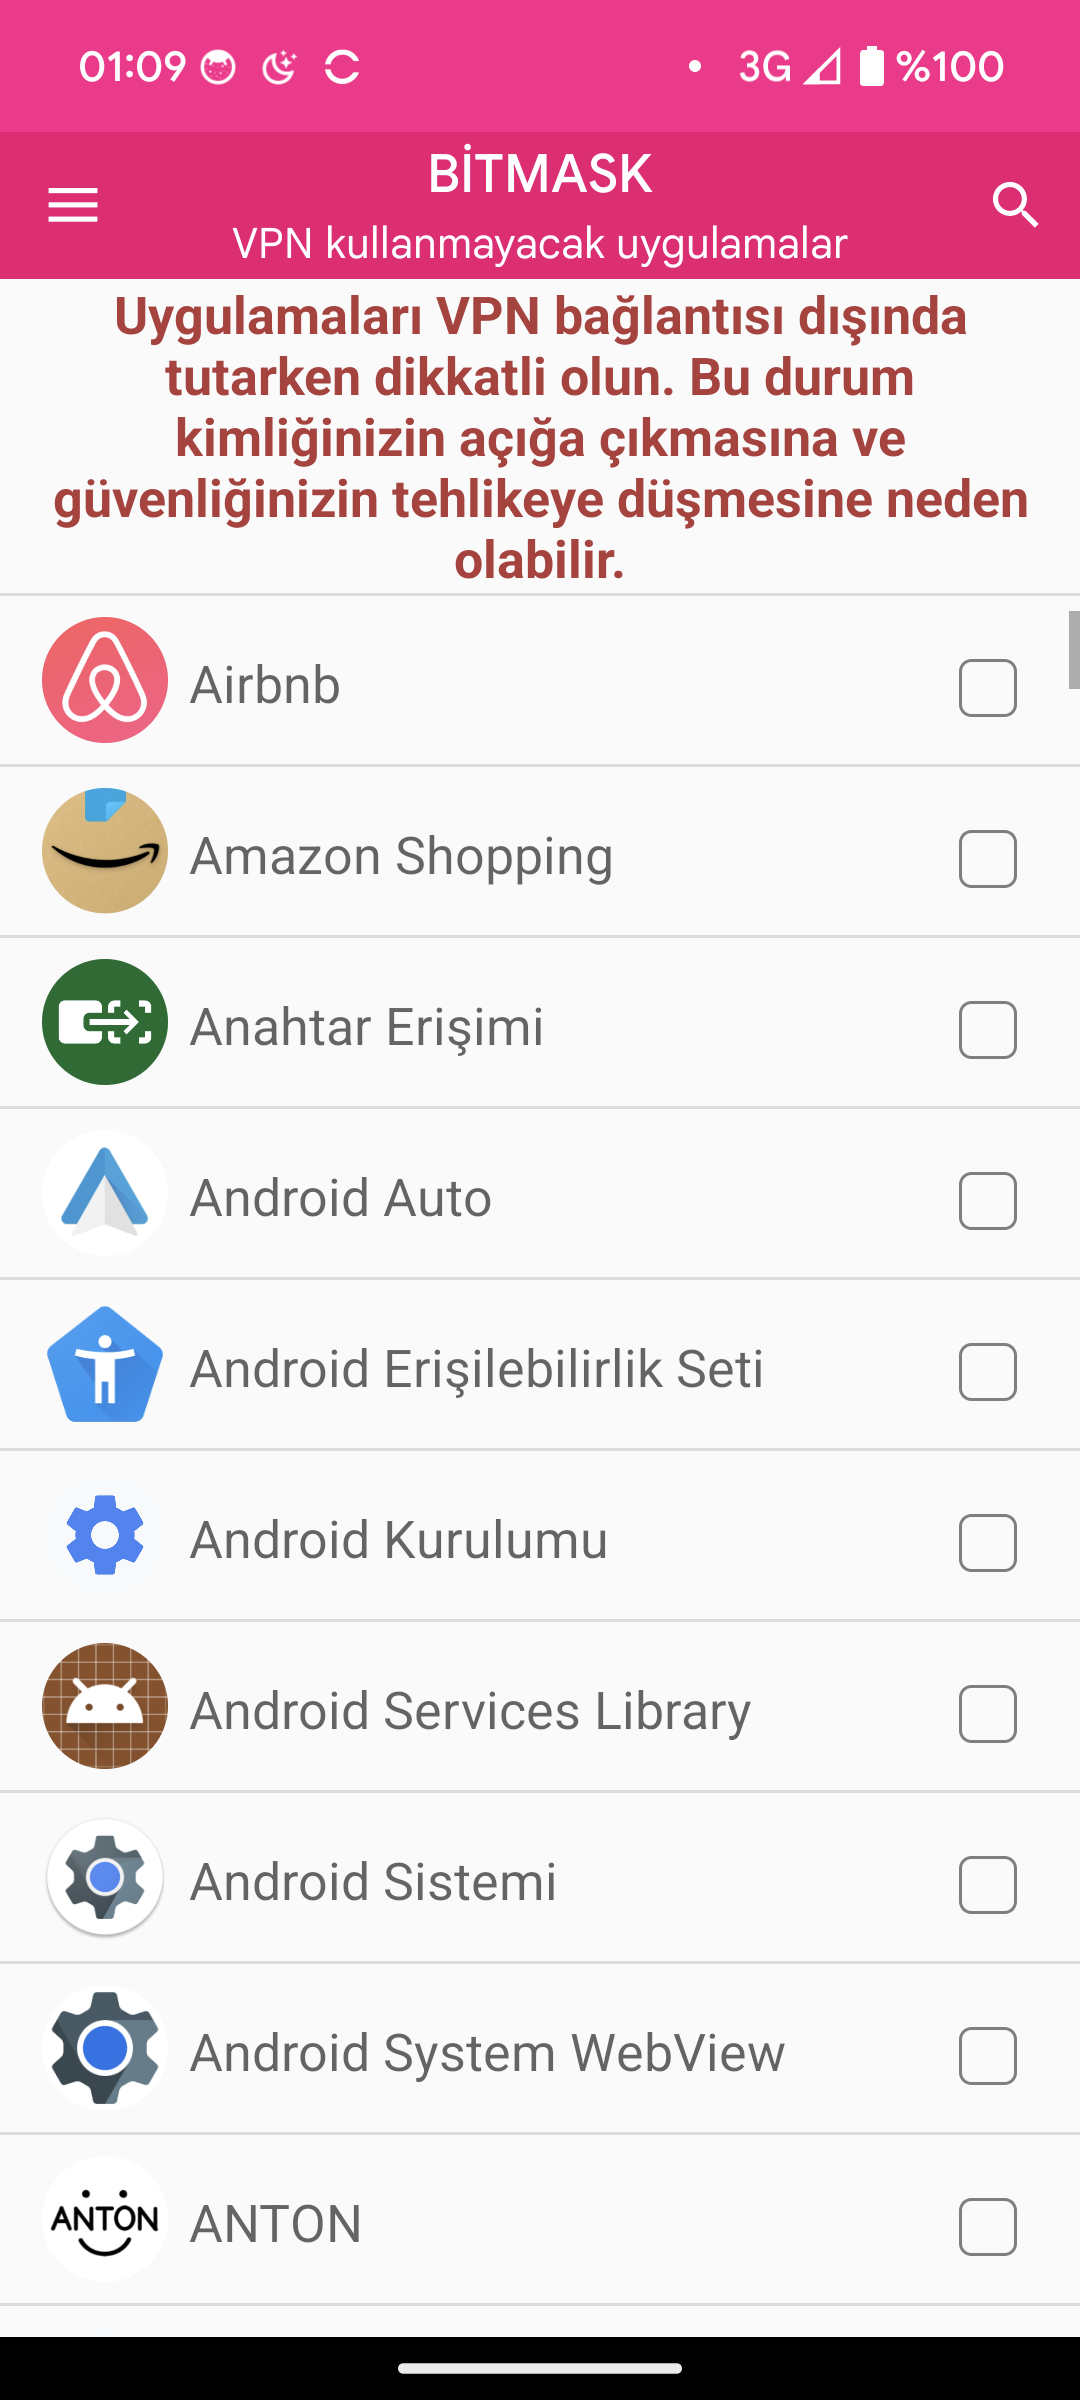 01:09
3G
%100
BİTMASK
VPN kullanmayacak uygulamalar
Uygulamaları VPN bağlantısı dışında
tutarken dikkatli olun. Bu durum
kimliğinizin açığa çıkmasına ve
güvenliğinizin tehlikeye düşmesine neden
olabilir.
Airbnb
Amazon Shopping
Anahtar Erişimi
Android Auto
Android Erişilebilirlik Seti
Android Kurulumu
Android Services Library
Android Sistemi
Android System WebView
ANTON
ANTON